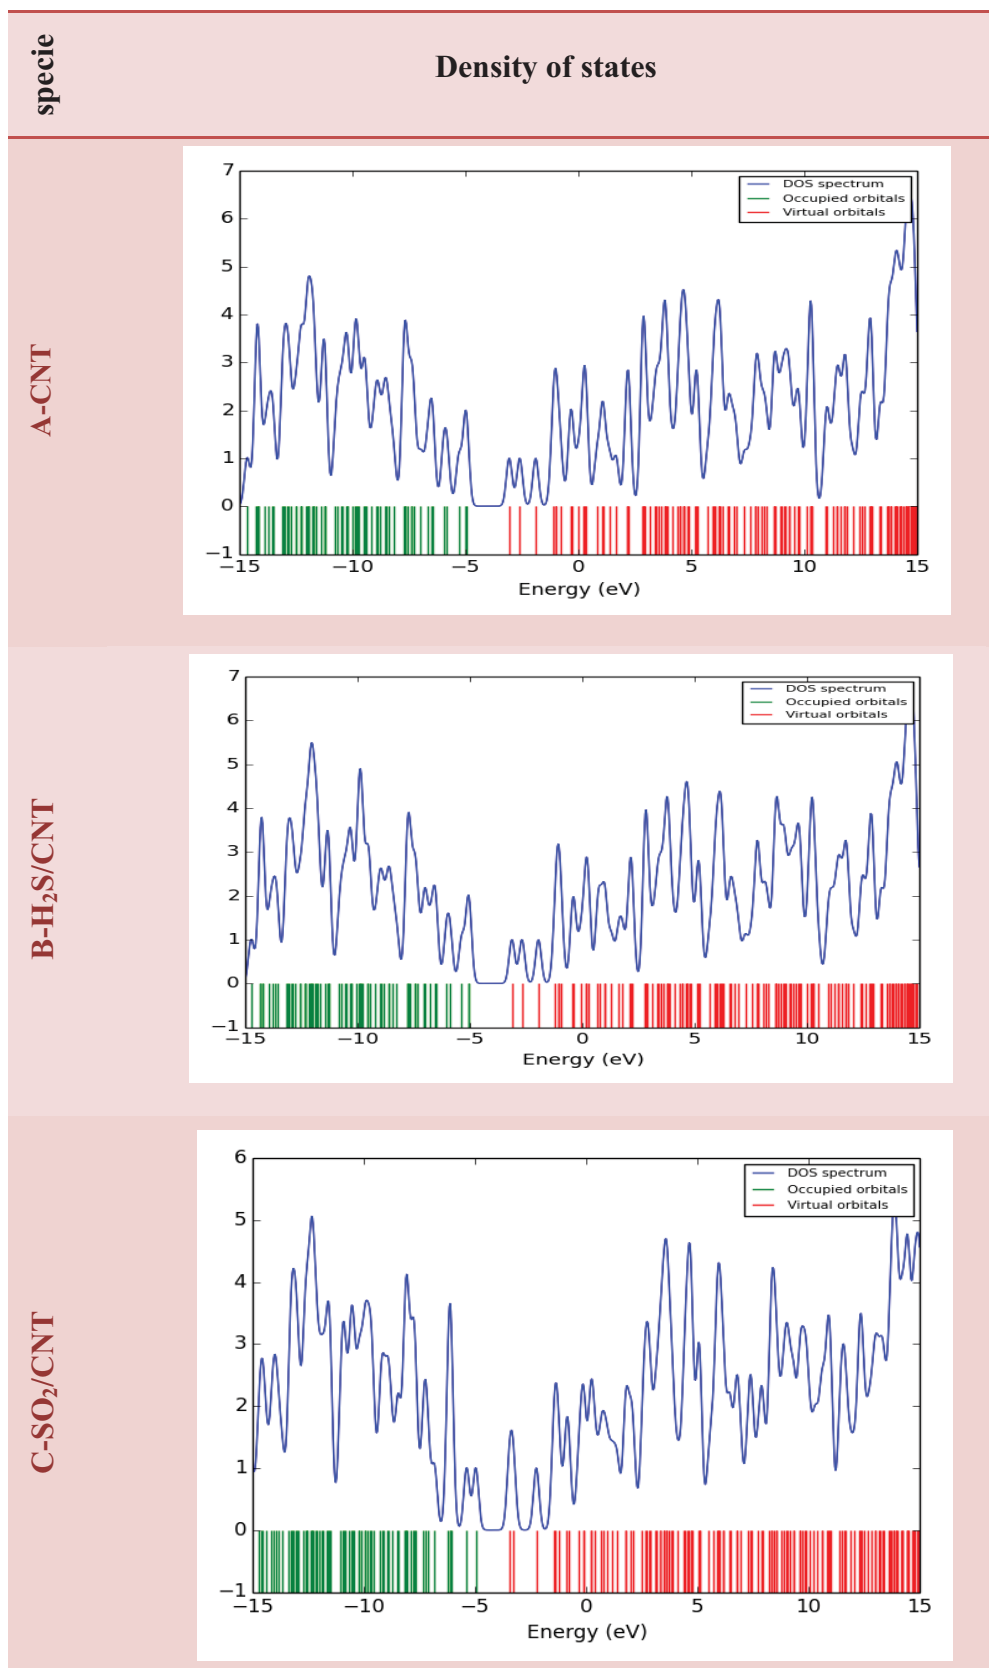 specie
Density of states
A-CNT
7
6
5
4
3
2
1
0
−1
−15
−10
−5
0
5
10
15
Energy (eV)
DOS spectrum
Occupied orbitals
Virtual orbitals
B-H₂S/CNT
7
6
5
4
3
2
1
0
−1
−15
−10
−5
0
5
10
15
Energy (eV)
DOS spectrum
Occupied orbitals
Virtual orbitals
C-SO₂/CNT
6
5
4
3
2
1
0
−1
−15
−10
−5
0
5
10
15
Energy (eV)
DOS spectrum
Occupied orbitals
Virtual orbitals